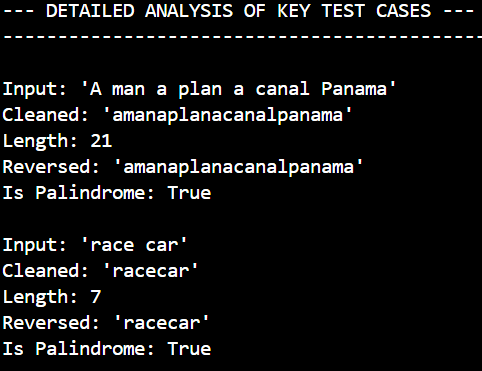 --- DETAILED ANALYSIS OF KEY TEST CASES ---
--------------------------------------------
Input: 'A man a plan a canal Panama'
Cleaned: 'amanaplanacanalpanama'
Length: 21
Reversed: 'amanaplanacanalpanama'
Is Palindrome: True
Input: 'race car'
Cleaned: 'racecar'
Length: 7
Reversed: 'racecar'
Is Palindrome: True